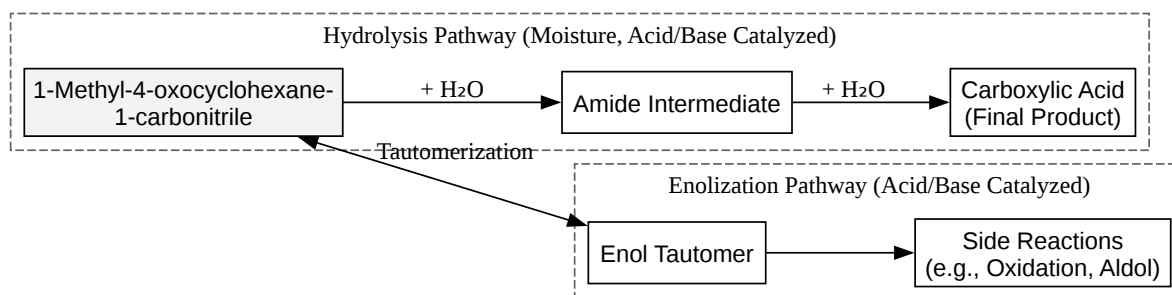 Hydrolysis Pathway (Moisture, Acid/Base Catalyzed)
1-Methyl-4-oxocyclohexane-
1-carbonitrile
+ H₂O
Amide Intermediate
+ H₂O
Carboxylic Acid
(Final Product)
Tautomerization
Enolization Pathway (Acid/Base Catalyzed)
Enol Tautomer
Side Reactions
(e.g., Oxidation, Aldol)